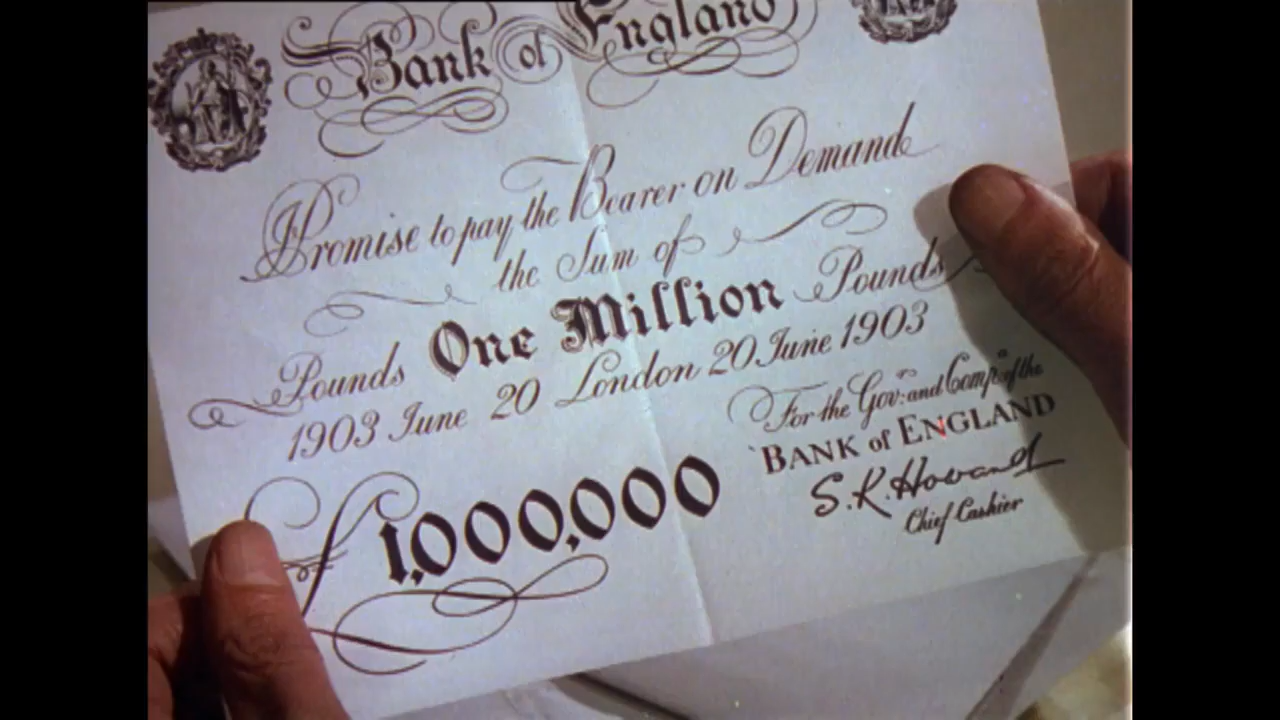 Bank of England
Promise to pay the Bearer on Demand
the Sum of
Pounds One Million Pounds
1903 June 20 London 20 June 1903
For the Govr: and Compa of the
BANK of ENGLAND
S.K. Howard
Chief Cashier
£1,000,000